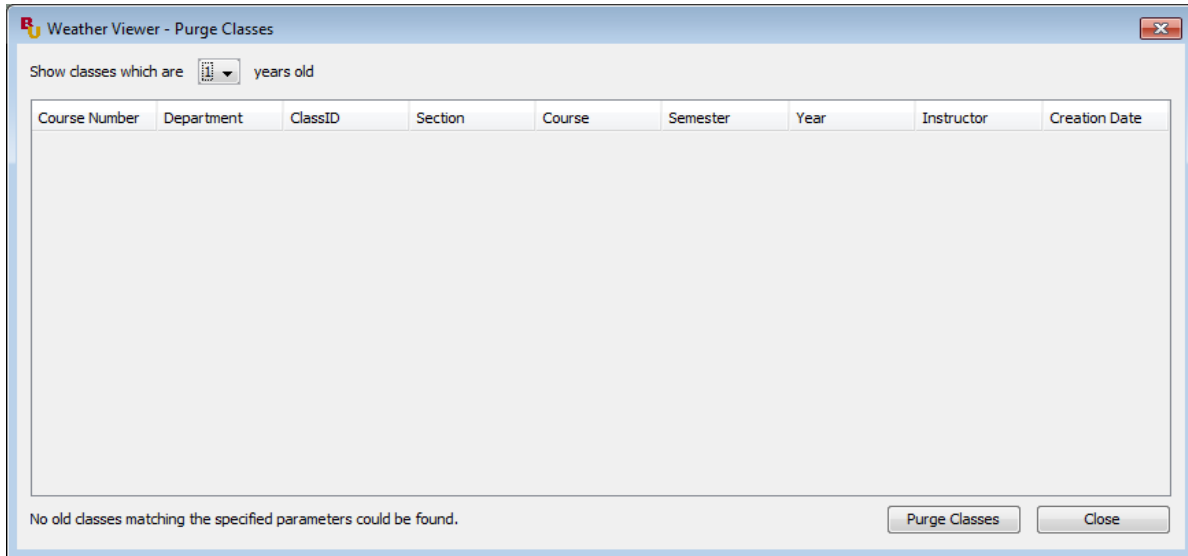 BU Weather Viewer - Purge Classes
Show classes which are 1 years old
Course Number Department ClassID Section Course Semester Year Instructor Creation Date
No old classes matching the specified parameters could be found. Purge Classes Close